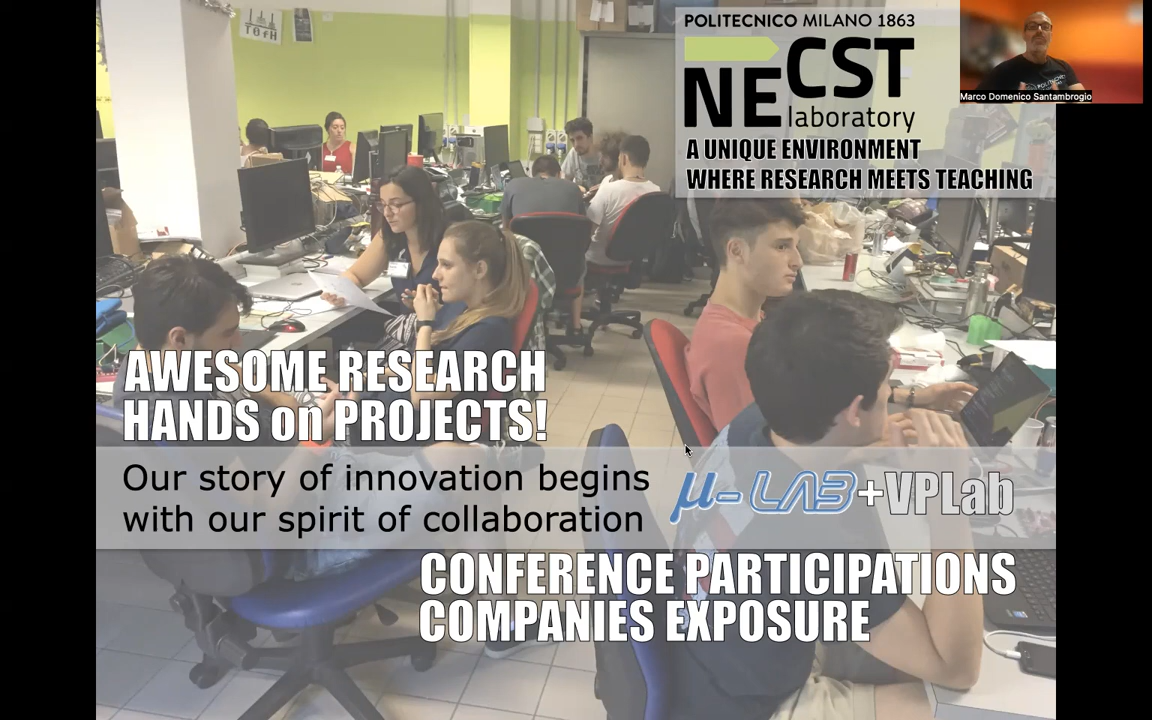 POLITECNICO MILANO 1863
NECST
laboratory
A UNIQUE ENVIRONMENT
WHERE RESEARCH MEETS TEACHING
Marco Domenico Santambrogio
AWESOME RESEARCH
HANDS on PROJECTS!
Our story of innovation begins
with our spirit of collaboration
µ-LAB+VPLab
CONFERENCE PARTICIPATIONS
COMPANIES EXPOSURE